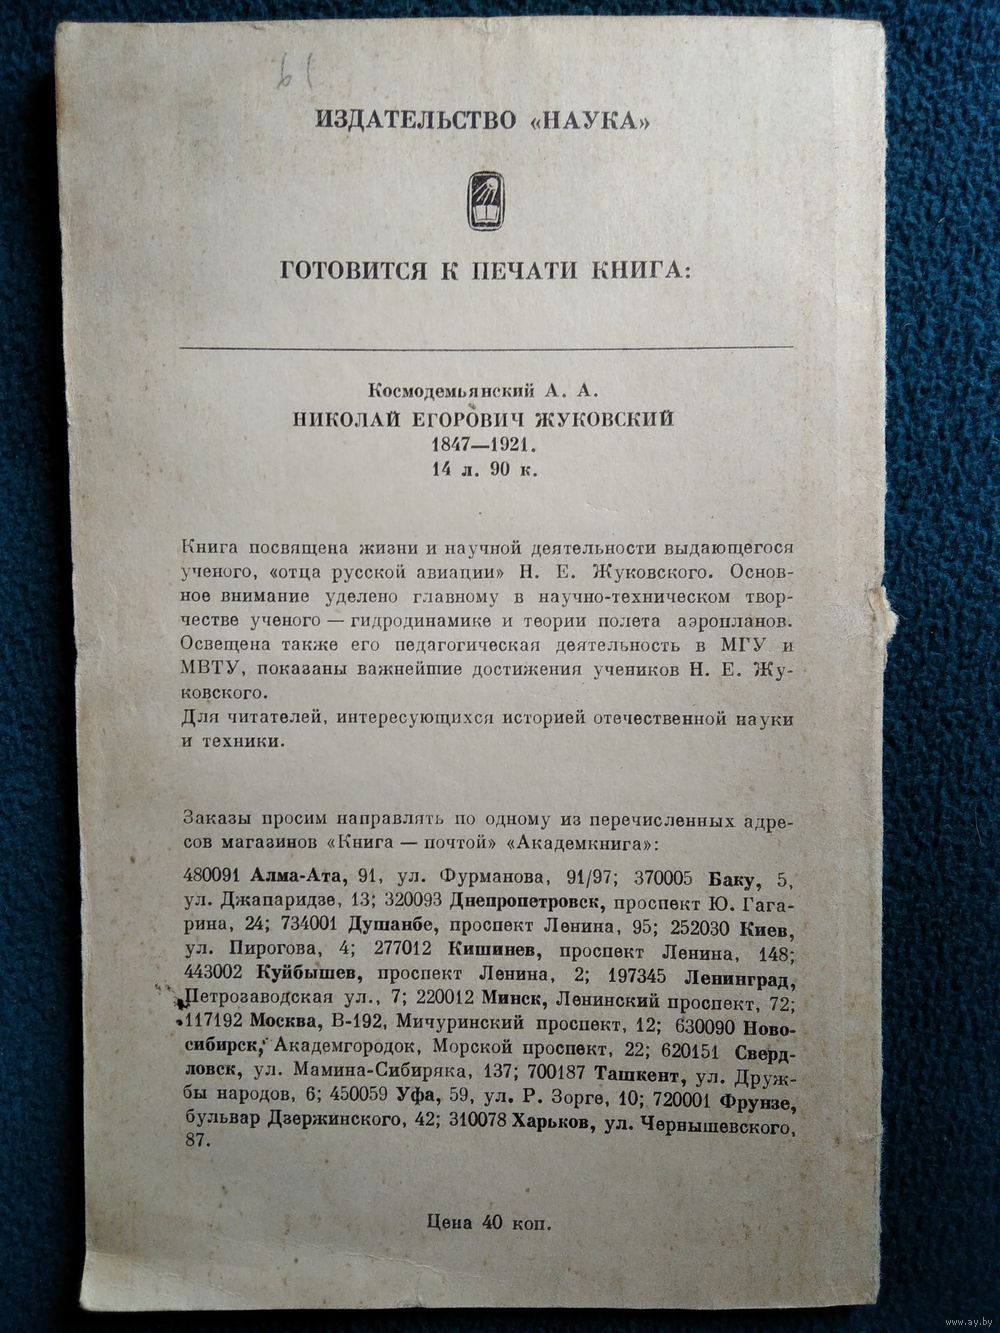 ИЗДАТЕЛЬСТВО «НАУКА»
ГОТОВИТСЯ К ПЕЧАТИ КНИГА:
Космодемьянский А. А.
НИКОЛАЙ ЕГОРОВИЧ ЖУКОВСКИЙ
1847—1921.
14 л. 90 к.
Книга посвящена жизни и научной деятельности выдающегося
ученого, «отца русской авиации» Н. Е. Жуковского. Основ-
ное внимание уделено главному в научно-техническом твор-
честве ученого — гидродинамике и теории полета аэропланов.
Освещена также его педагогическая деятельность в МГУ и
МВТУ, показаны важнейшие достижения учеников Н. Е. Жу-
ковского.
Для читателей, интересующихся историей отечественной науки
и техники.
Заказы просим направлять по одному из перечисленных адре-
сов магазинов «Книга — почтой» «Академкнига»:
480091 Алма-Ата, 91, ул. Фурманова, 91/97; 370005 Баку, 5,
ул. Джапаридзе, 13; 320093 Днепропетровск, проспект Ю. Гага-
рина, 24; 734001 Душанбе, проспект Ленина, 95; 252030 Киев,
ул. Пирогова, 4; 277012 Кишинев, проспект Ленина, 148;
443002 Куйбышев, проспект Ленина, 2; 197345 Ленинград,
Петрозаводская ул., 7; 220012 Минск, Ленинский проспект, 72;
117192 Москва, В-192, Мичуринский проспект, 12; 630090 Ново-
сибирск, Академгородок, Морской проспект, 22; 620151 Сверд-
ловск, ул. Мамина-Сибиряка, 137; 700187 Ташкент, ул. Друж-
бы народов, 6; 450059 Уфа, 59, ул. Р. Зорге, 10; 720001 Фрунзе,
бульвар Дзержинского, 42; 310078 Харьков, ул. Чернышевского,
87.
Цена 40 коп.
www.ay.by